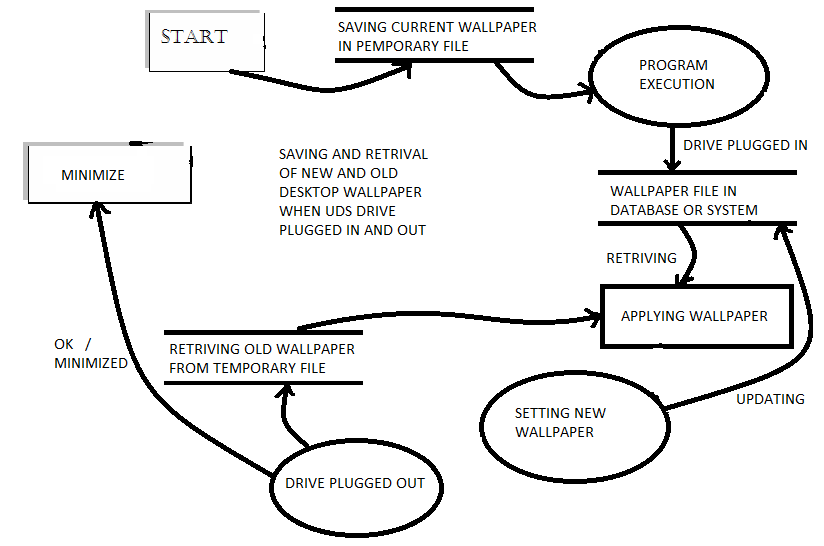 START
SAVING CURRENT WALLPAPER
IN PEMPORARY FILE
PROGRAM
EXECUTION
DRIVE PLUGGED IN
MINIMIZE
SAVING AND RETRIVAL
OF NEW AND OLD
DESKTOP WALLPAPER
WHEN UDS DRIVE
PLUGGED IN AND OUT
WALLPAPER FILE IN
DATABASE OR SYSTEM
RETRIVING
APPLYING WALLPAPER
OK /
MINIMIZED
RETRIVING OLD WALLPAPER
FROM TEMPORARY FILE
UPDATING
SETTING NEW
WALLPAPER
DRIVE PLUGGED OUT